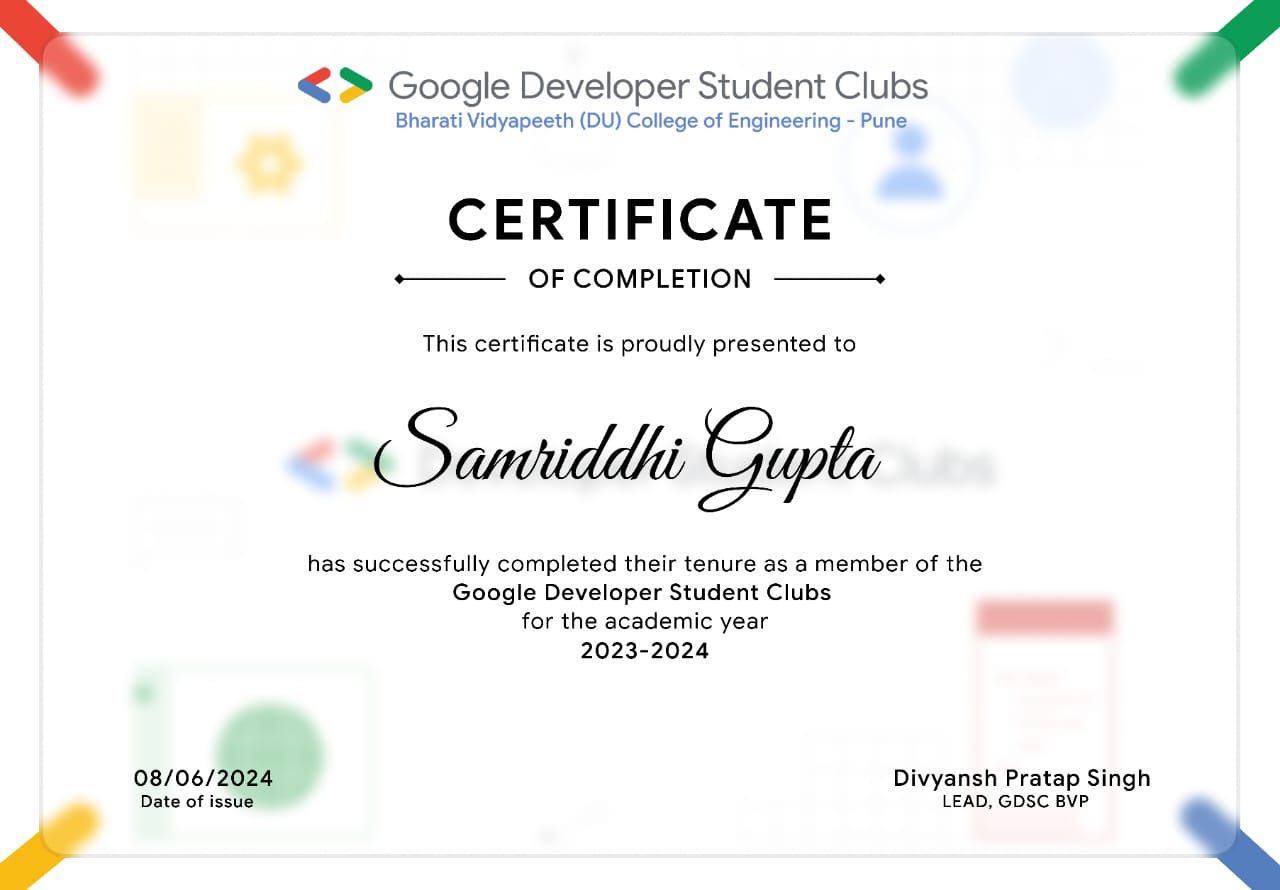 Google Developer Student Clubs
Bharati Vidyapeeth (DU) College of Engineering - Pune
CERTIFICATE
OF COMPLETION
This certificate is proudly presented to
Samriddhi Gupta
has successfully completed their tenure as a member of the
Google Developer Student Clubs
for the academic year
2023-2024
08/06/2024
Date of issue
Divyansh Pratap Singh
LEAD, GDSC BVP